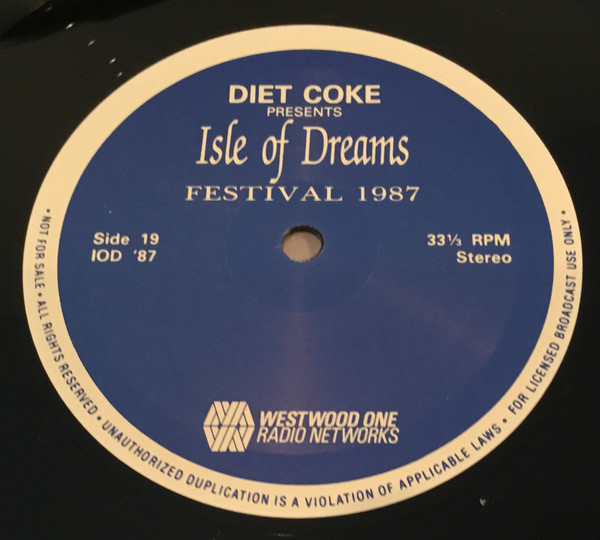 DIET COKE
PRESENTS
Isle of Dreams
FESTIVAL 1987
Side 19
IOD '87
33⅓ RPM
Stereo
WESTWOOD ONE
RADIO NETWORKS
• NOT FOR SALE • ALL RIGHTS RESERVED • UNAUTHORIZED DUPLICATION IS A VIOLATION OF APPLICABLE LAWS • FOR LICENSED BROADCAST USE ONLY •